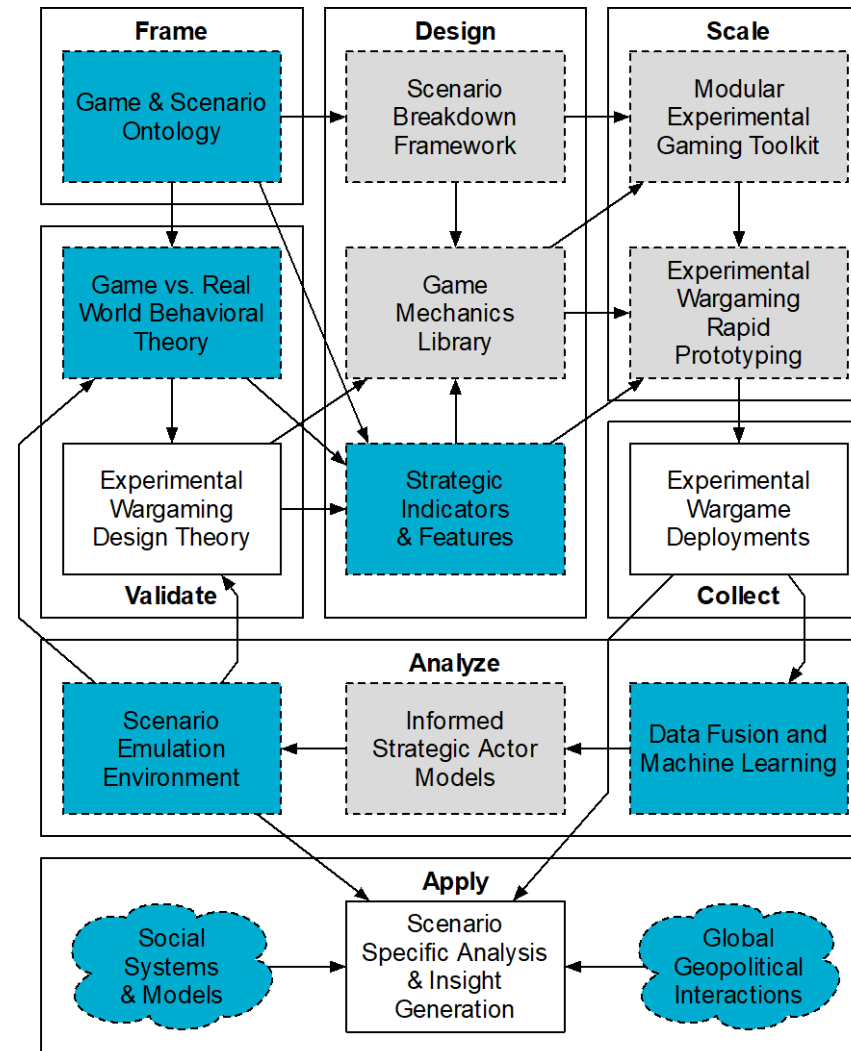 Frame
Game & Scenario
Ontology
Design
Scenario
Breakdown
Framework
Scale
Modular
Experimental
Gaming Toolkit
Game vs. Real
World Behavioral
Theory
Game
Mechanics
Library
Experimental
Wargaming
Rapid
Prototyping
Experimental
Wargaming
Design Theory
Validate
Strategic
Indicators
& Features
Experimental
Wargame
Deployments
Collect
Analyze
Scenario
Emulation
Environment
Informed
Strategic Actor
Models
Data Fusion and
Machine Learning
Apply
Social
Systems
& Models
Scenario
Specific Analysis
& Insight
Generation
Global
Geopolitical
Interactions